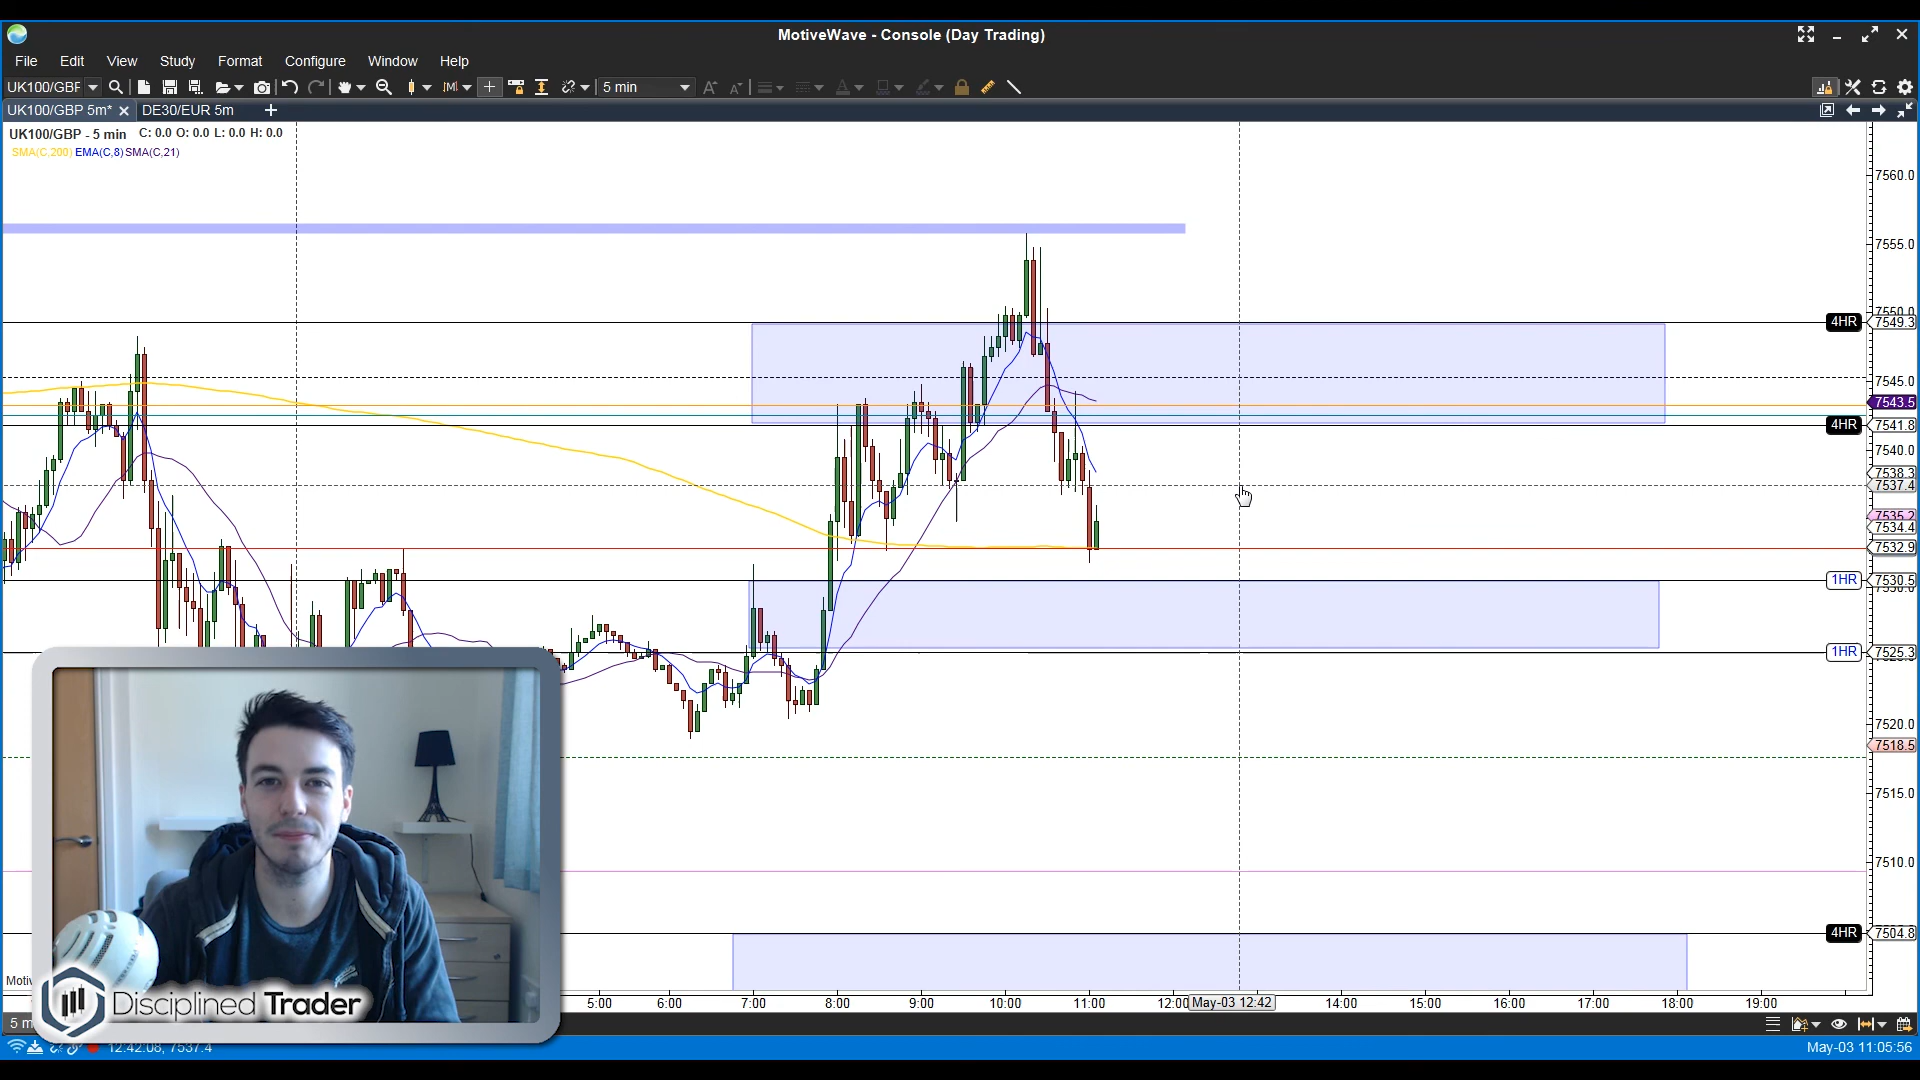 MotiveWave - Console (Day Trading)
File Edit View Study Format Configure Window Help
UK100/GBP 5 min
UK100/GBP 5m* DE30/EUR 5m
UK100/GBP - 5 min C: 0.0 O: 0.0 L: 0.0 H: 0.0
SMA(C,200) EMA(C,8) SMA(C,21)
7560.0
7555.0
7550.0
4HR 7549.3
7545.0
7543.5
4HR 7541.8
7540.0
7538.3
7537.4
7535.2
7534.4
7532.9
1HR 7530.5
1HR 7525.3
7520.0
7518.5
7515.0
7510.0
4HR 7504.8
Disciplined Trader
5:00 6:00 7:00 8:00 9:00 10:00 11:00 12:00 May-03 12:42 14:00 15:00 16:00 17:00 18:00 19:00
12:42:08, 7537.4
May-03 11:05:56